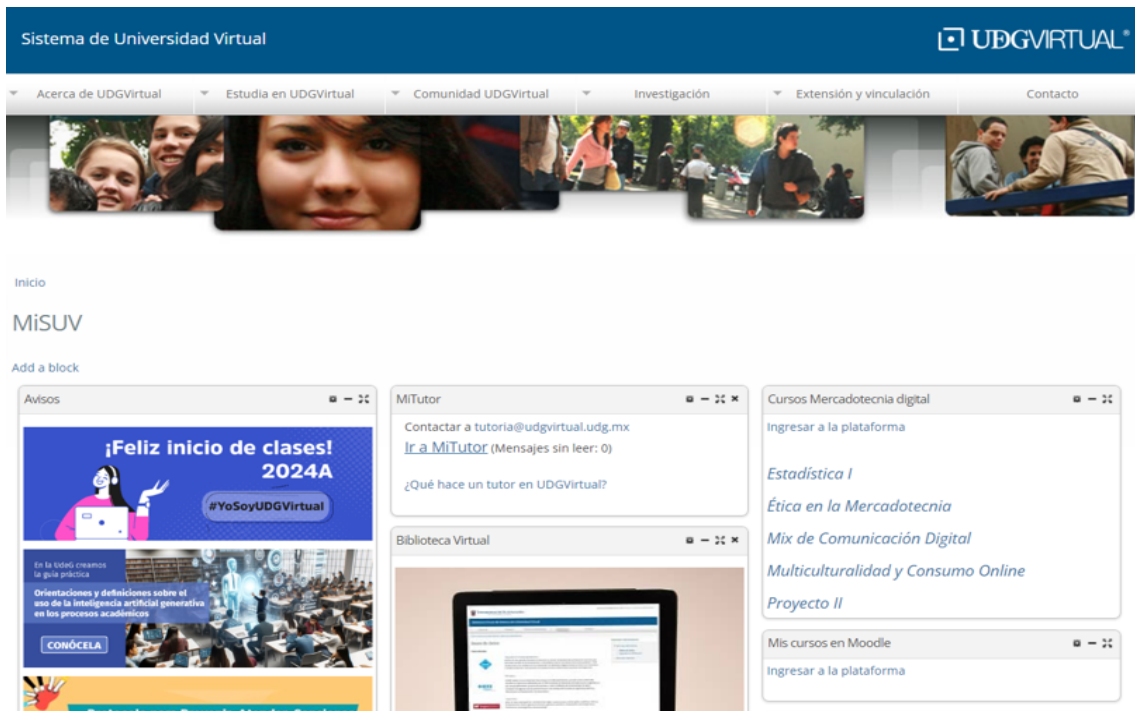 Sistema de Universidad Virtual
UDGVIRTUAL®
Acerca de UDGVirtual
Estudia en UDGVirtual
Comunidad UDGVirtual
Investigación
Extensión y vinculación
Contacto
Inicio
MiSUV
Add a block
Avisos
¡Feliz inicio de clases!
2024A
#YoSoyUDGVirtual
En la UdeG creamos
la guía práctica
Orientaciones y definiciones sobre el
uso de la inteligencia artificial generativa
en los procesos académicos
CONÓCELA
MiTutor
Contactar a tutoria@udgvirtual.udg.mx
Ir a MiTutor (Mensajes sin leer: 0)
¿Qué hace un tutor en UDGVirtual?
Biblioteca Virtual
Cursos Mercadotecnia digital
Ingresar a la plataforma
Estadística I
Ética en la Mercadotecnia
Mix de Comunicación Digital
Multiculturalidad y Consumo Online
Proyecto II
Mis cursos en Moodle
Ingresar a la plataforma